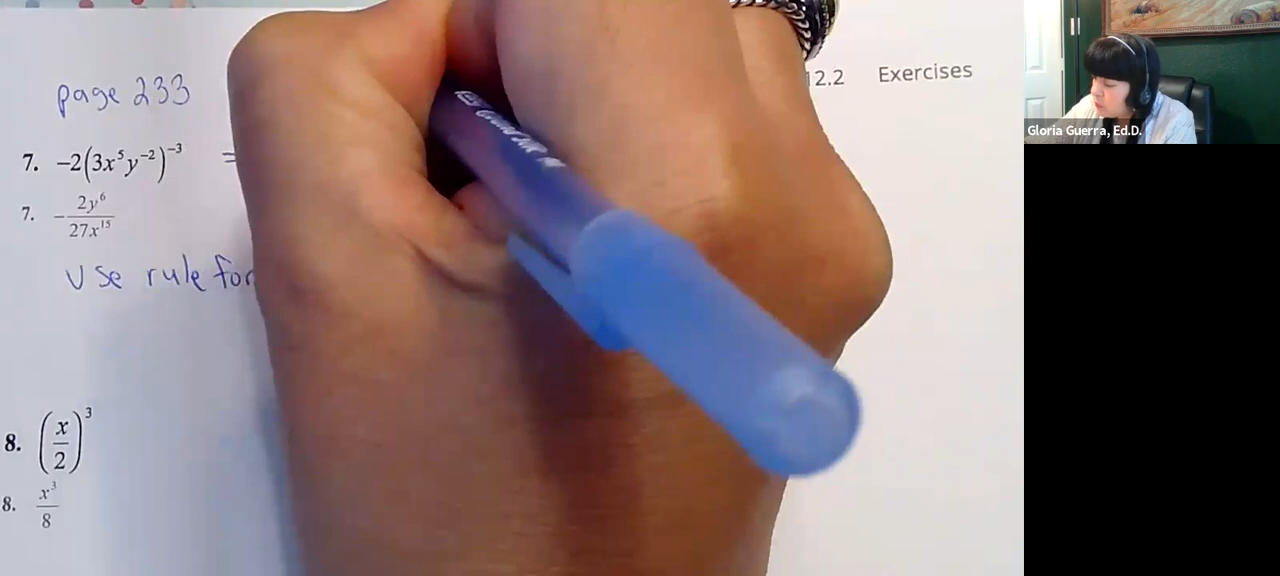 page 233
12.2 Exercises
Gloria Guerra, Ed.D.
7. −2(3x⁵y⁻²)⁻³ =
7. −2y⁶/27x¹⁵
Use rule for
8. (x/2)³
8. x³/8